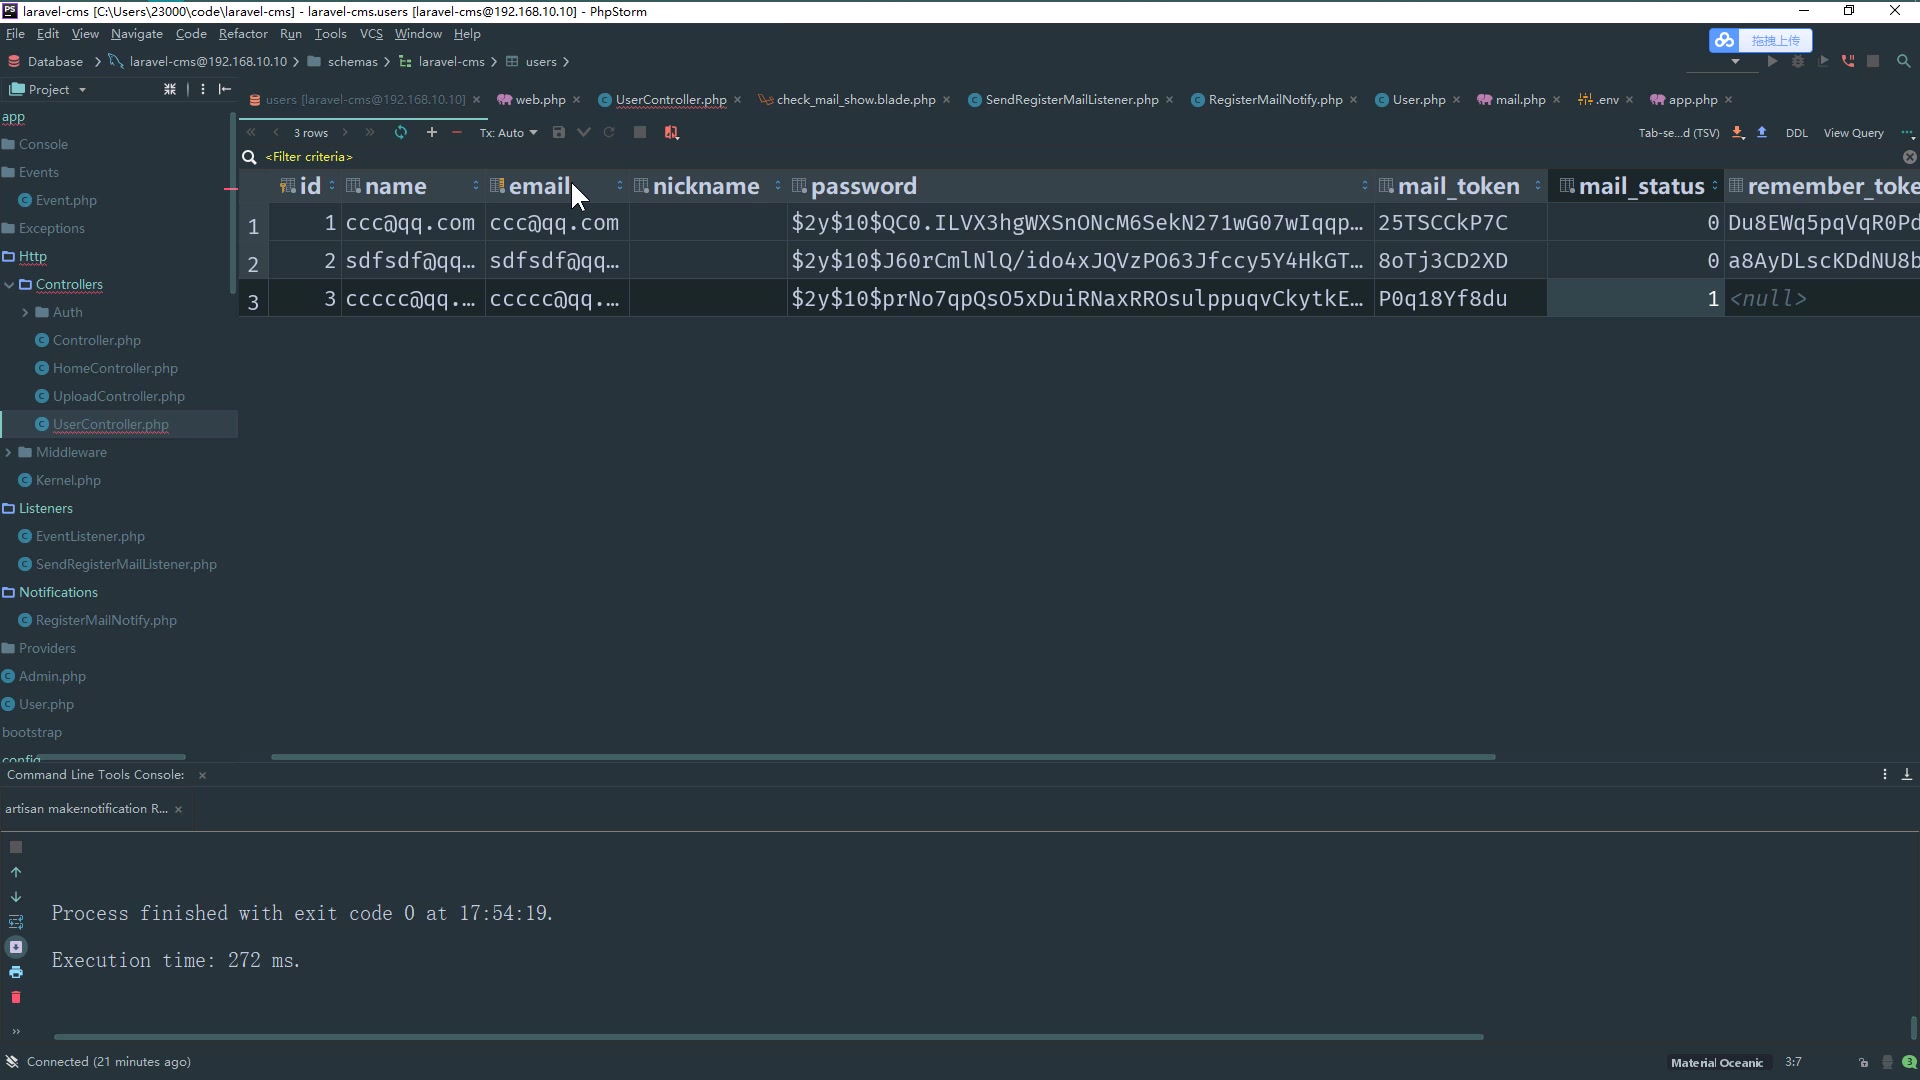 laravel-cms [C:\Users\23000\code\laravel-cms] - laravel-cms.users [laravel-cms@192.168.10.10] - PhpStorm
File Edit View Navigate Code Refactor Run Tools VCS Window Help
拖拽上传
Database laravel-cms@192.168.10.10 schemas laravel-cms users
Project
users [laravel-cms@192.168.10.10] web.php UserController.php check_mail_show.blade.php SendRegisterMailListener.php RegisterMailNotify.php User.php mail.php .env app.php
3 rows Tx: Auto Tab-se...d (TSV) DDL View Query
<Filter criteria>
id name email nickname password mail_token mail_status remember_toke
1 1 ccc@qq.com ccc@qq.com $2y$10$QC0.ILVX3hgWXSnONcM6SekN271wG07wIqqp… 25TSCCkP7C 0 Du8EWq5pqVqR0Pd
2 2 sdfsdf@qq… sdfsdf@qq… $2y$10$J60rCmlNlQ/ido4xJQVzPO63Jfccy5Y4HkGT… 8oTj3CD2XD 0 a8AyDLscKDdNU8b
3 3 ccccc@qq.… ccccc@qq.… $2y$10$prNo7qpQsO5xDuiRNaxRROsulppuqvCkytkE… P0q18Yf8du 1 <null>
app
Console
Events
Event.php
Exceptions
Http
Controllers
Auth
Controller.php
HomeController.php
UploadController.php
UserController.php
Middleware
Kernel.php
Listeners
EventListener.php
SendRegisterMailListener.php
Notifications
RegisterMailNotify.php
Providers
Admin.php
User.php
bootstrap
config
Command Line Tools Console:
artisan make:notification R...
Process finished with exit code 0 at 17:54:19.
Execution time: 272 ms.
Connected (21 minutes ago) Material Oceanic 3:7 3